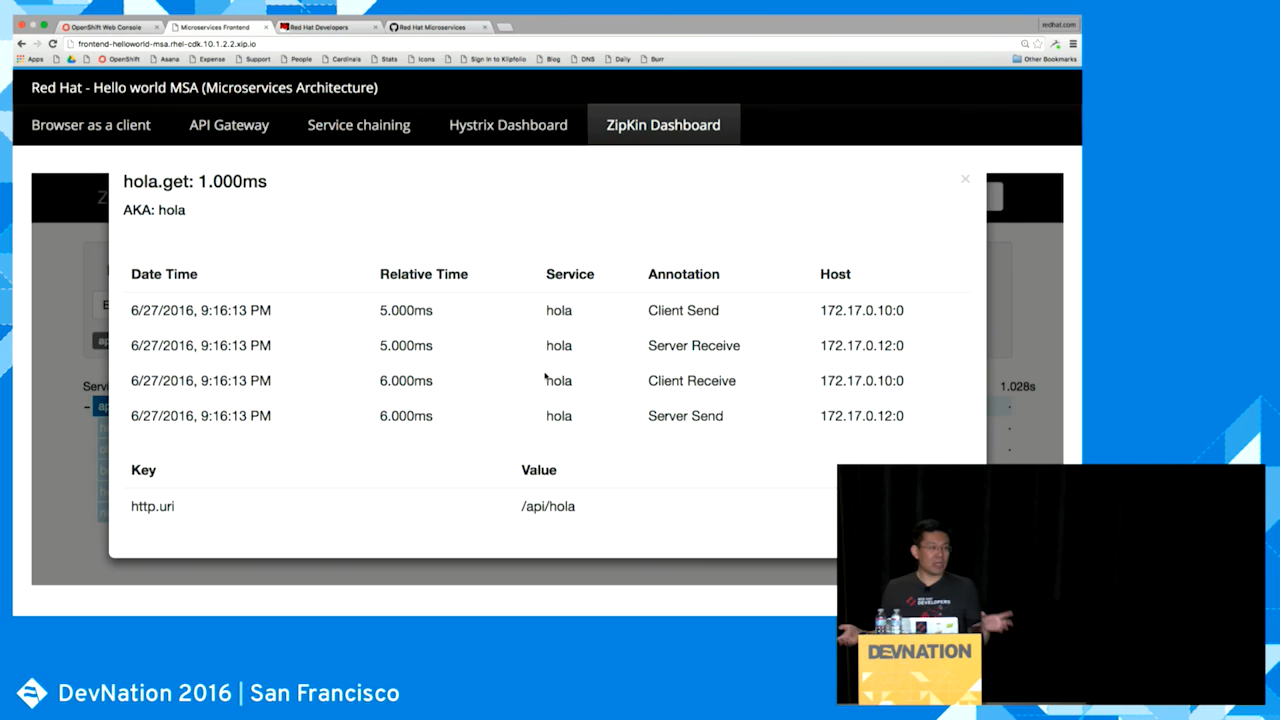 OpenShift Web Console
Microservices Frontend
Red Hat Developers
Red Hat Microservices
redhat.com
frontend-helloworld-msa.rhel-cdk.10.1.2.2.xip.io
Apps OpenShift Asana Expense Support People Cardinals Stats Icons Sign In to Klipfolio Blog DNS Daily Burr Other Bookmarks
Red Hat - Hello world MSA (Microservices Architecture)
Browser as a client API Gateway Service chaining Hystrix Dashboard ZipKin Dashboard
hola.get: 1.000ms ×
AKA: hola
Date Time Relative Time Service Annotation Host
6/27/2016, 9:16:13 PM 5.000ms hola Client Send 172.17.0.10:0
6/27/2016, 9:16:13 PM 5.000ms hola Server Receive 172.17.0.12:0
6/27/2016, 9:16:13 PM 6.000ms hola Client Receive 172.17.0.10:0
Servi 1.028s
6/27/2016, 9:16:13 PM 6.000ms hola Server Send 172.17.0.12:0
ap
Key Value
http.uri /api/hola
RED HAT
DEVELOPERS
DEVNATION
DevNation 2016 | San Francisco